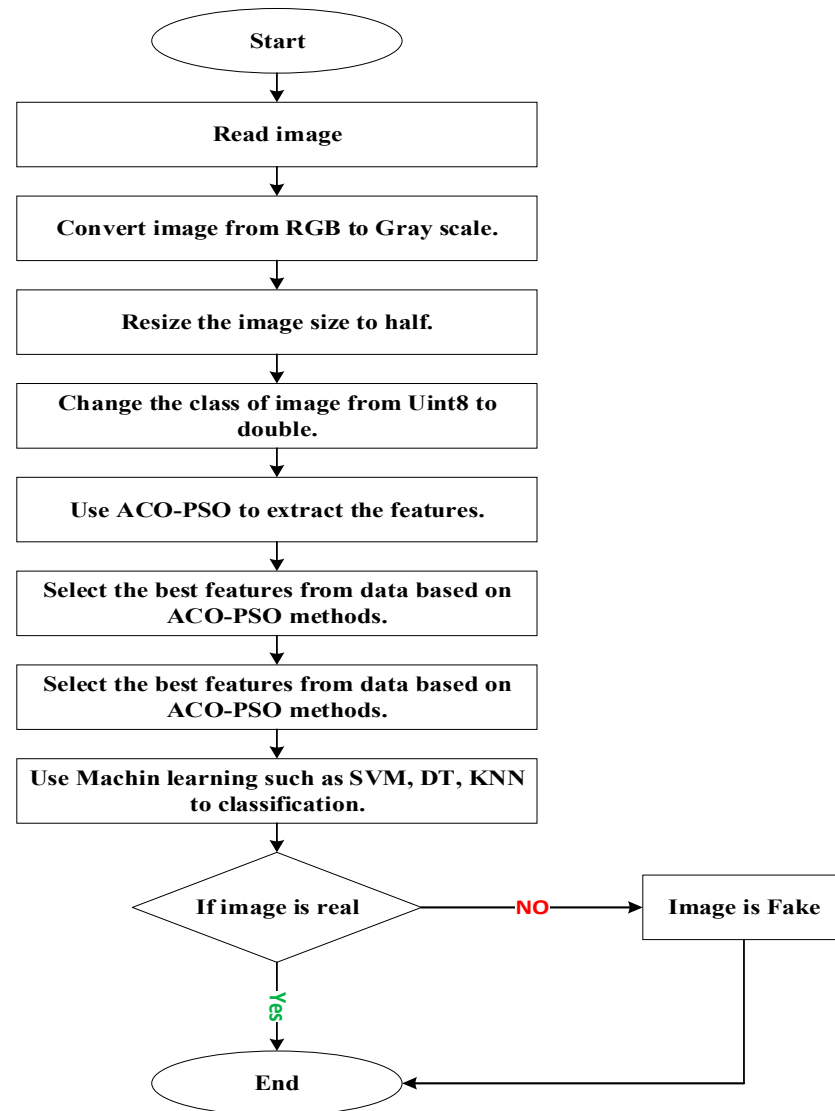 Start
Read image
Convert image from RGB to Gray scale.
Resize the image size to half.
Change the class of image from Uint8 to
double.
Use ACO-PSO to extract the features.
Select the best features from data based on
ACO-PSO methods.
Select the best features from data based on
ACO-PSO methods.
Use Machin learning such as SVM, DT, KNN
to classification.
If image is real
NO
Image is Fake
Yes
End